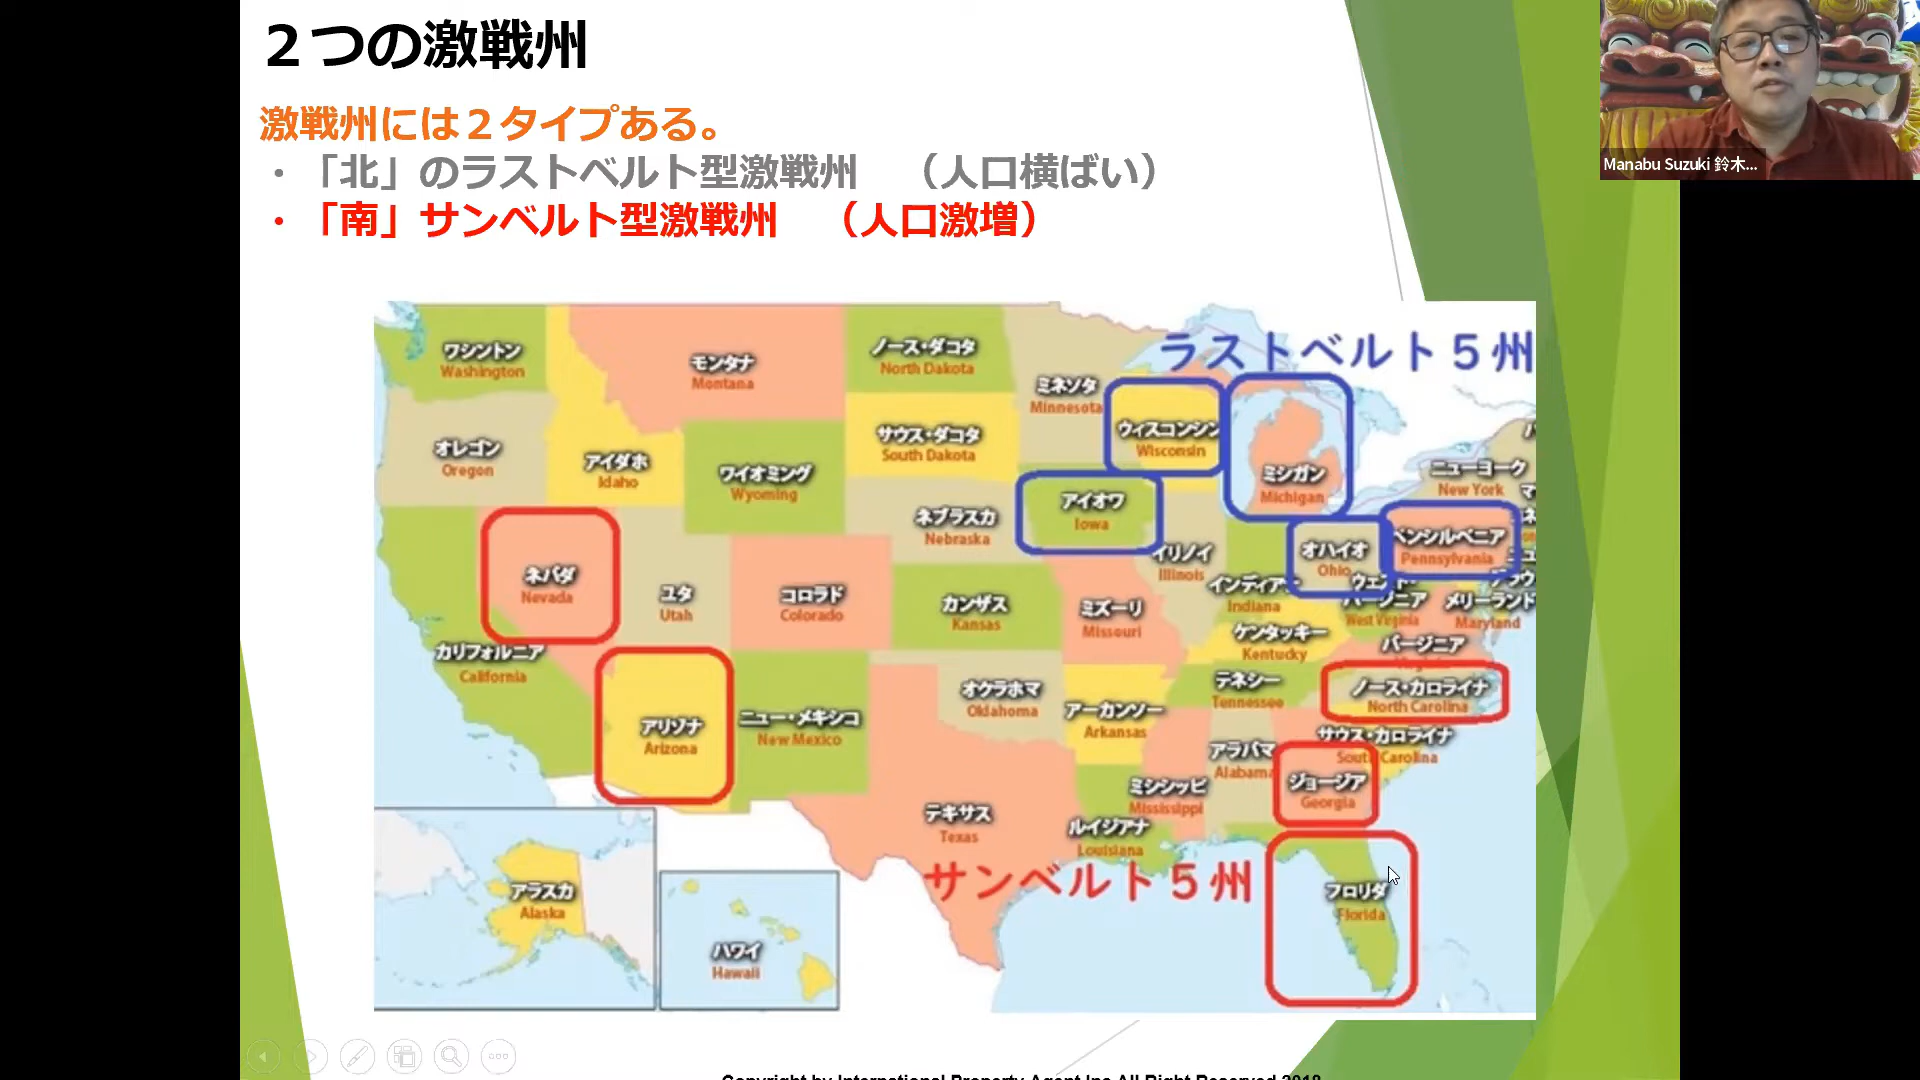 ２つの激戦州
激戦州には２タイプある。
・「北」のラストベルト型激戦州　（人口横ばい）
・「南」サンベルト型激戦州　（人口激増）
Manabu Suzuki 鈴木...
ラストベルト５州
ワシントン
Washington
モンタナ
Montana
ノース・ダコタ
North Dakota
ミネソタ
Minnesota
ウィスコンシン
Wisconsin
ミシガン
Michigan
オレゴン
Oregon
アイダホ
Idaho
ワイオミング
Wyoming
サウス・ダコタ
South Dakota
アイオワ
Iowa
ニューヨーク
New York
ネブラスカ
Nebraska
イリノイ
Illinois
インディア
Indiana
オハイオ
Ohio
ペンシルベニア
Pennsylvania
ネバダ
Nevada
ユタ
Utah
コロラド
Colorado
カンザス
Kansas
ミズーリ
Missouri
ウェスト
バージニア
West Virginia
メリーランド
Maryland
ケンタッキー
Kentucky
バージニア
カリフォルニア
California
アリゾナ
Arizona
ニュー・メキシコ
New Mexico
オクラホマ
Oklahoma
アーカンソー
Arkansas
テネシー
Tennessee
ノース・カロライナ
North Carolina
サウス・カロライナ
South Carolina
テキサス
Texas
ミシシッピ
Mississippi
アラバマ
Alabama
ジョージア
Georgia
ルイジアナ
Louisiana
サンベルト５州
フロリダ
Florida
アラスカ
Alaska
ハワイ
Hawaii
Copyright by International Property Agent Inc All Right Reserved 2018